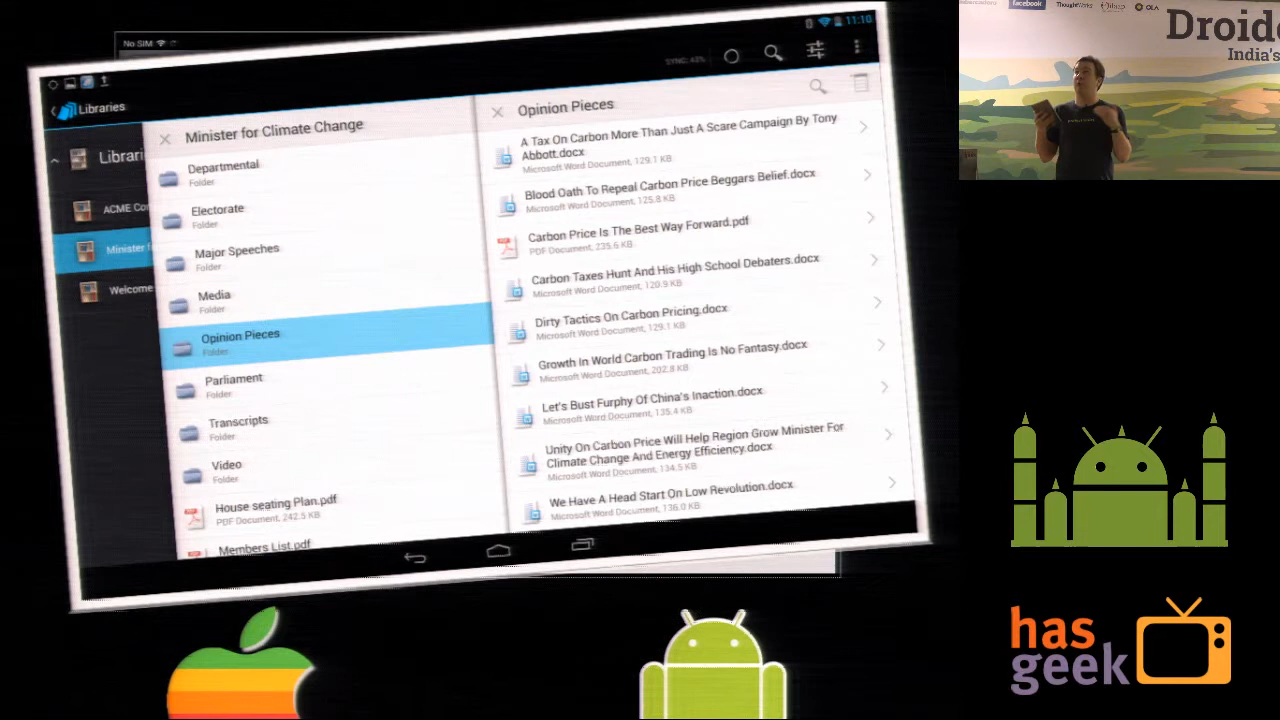 No SIM
11:10
Libraries
SYNC: 43%
Librari
ACME Cor
Minister f
Welcome
Minister for Climate Change
Departmental
Folder
Electorate
Folder
Major Speeches
Folder
Media
Folder
Opinion Pieces
Folder
Parliament
Folder
Transcripts
Folder
Video
Folder
House seating Plan.pdf
PDF Document, 242.5 KB
Members List.pdf
Opinion Pieces
A Tax On Carbon More Than Just A Scare Campaign By Tony
Abbott.docx
Microsoft Word Document, 129.1 KB
Blood Oath To Repeal Carbon Price Beggars Belief.docx
Microsoft Word Document, 125.8 KB
Carbon Price Is The Best Way Forward.pdf
PDF Document, 235.6 KB
Carbon Taxes Hunt And His High School Debaters.docx
Microsoft Word Document, 120.9 KB
Dirty Tactics On Carbon Pricing.docx
Microsoft Word Document, 129.1 KB
Growth In World Carbon Trading Is No Fantasy.docx
Microsoft Word Document, 202.8 KB
Let's Bust Furphy Of China's Inaction.docx
Microsoft Word Document, 135.4 KB
Unity On Carbon Price Will Help Region Grow Minister For
Climate Change And Energy Efficiency.docx
Microsoft Word Document, 134.5 KB
We Have A Head Start On Low Revolution.docx
Microsoft Word Document, 136.0 KB
facebook ThoughtWorks OLA
Droid
India's
has
geek